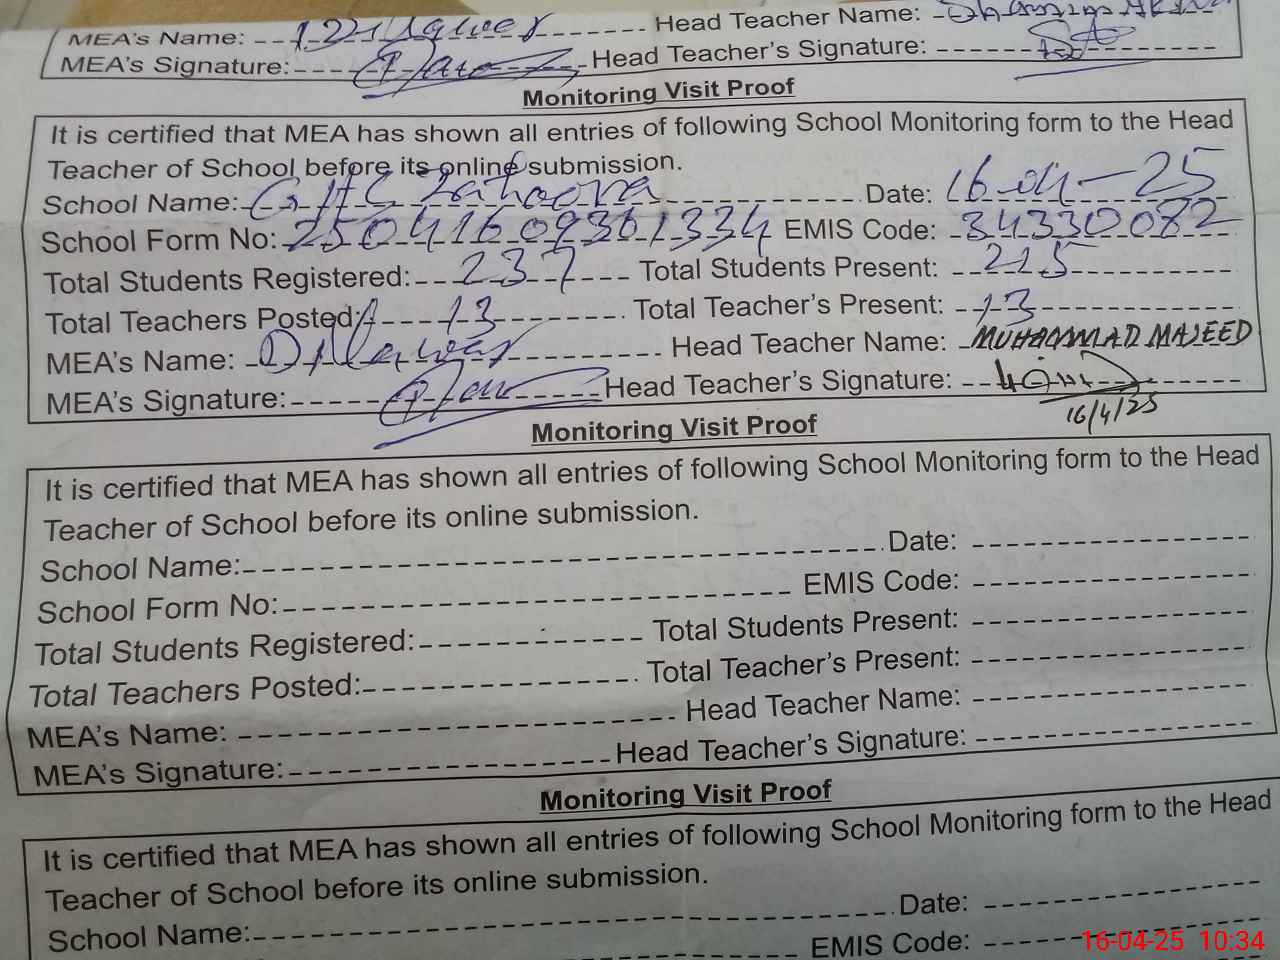 MEA's Name: Dilawer Head Teacher Name:
MEA's Signature: Head Teacher's Signature:
Monitoring Visit Proof
It is certified that MEA has shown all entries of following School Monitoring form to the Head
Teacher of School before its online submission.
School Name: GHS Date: 16-04-25
School Form No: 25041609361334 EMIS Code: 34330082
Total Students Registered: 237 Total Students Present: 215
Total Teachers Posted: 13 Total Teacher's Present: 13
MEA's Name: Dillawer Head Teacher Name: MUHAMMAD MAJEED
MEA's Signature: Head Teacher's Signature:
16/4/25
Monitoring Visit Proof
It is certified that MEA has shown all entries of following School Monitoring form to the Head
Teacher of School before its online submission.
School Name: Date:
School Form No: EMIS Code:
Total Students Registered: Total Students Present:
Total Teachers Posted: Total Teacher's Present:
MEA's Name: Head Teacher Name:
MEA's Signature: Head Teacher's Signature:
Monitoring Visit Proof
It is certified that MEA has shown all entries of following School Monitoring form to the Head
Teacher of School before its online submission.
School Name: Date:
EMIS Code:
16-04-25 10:34